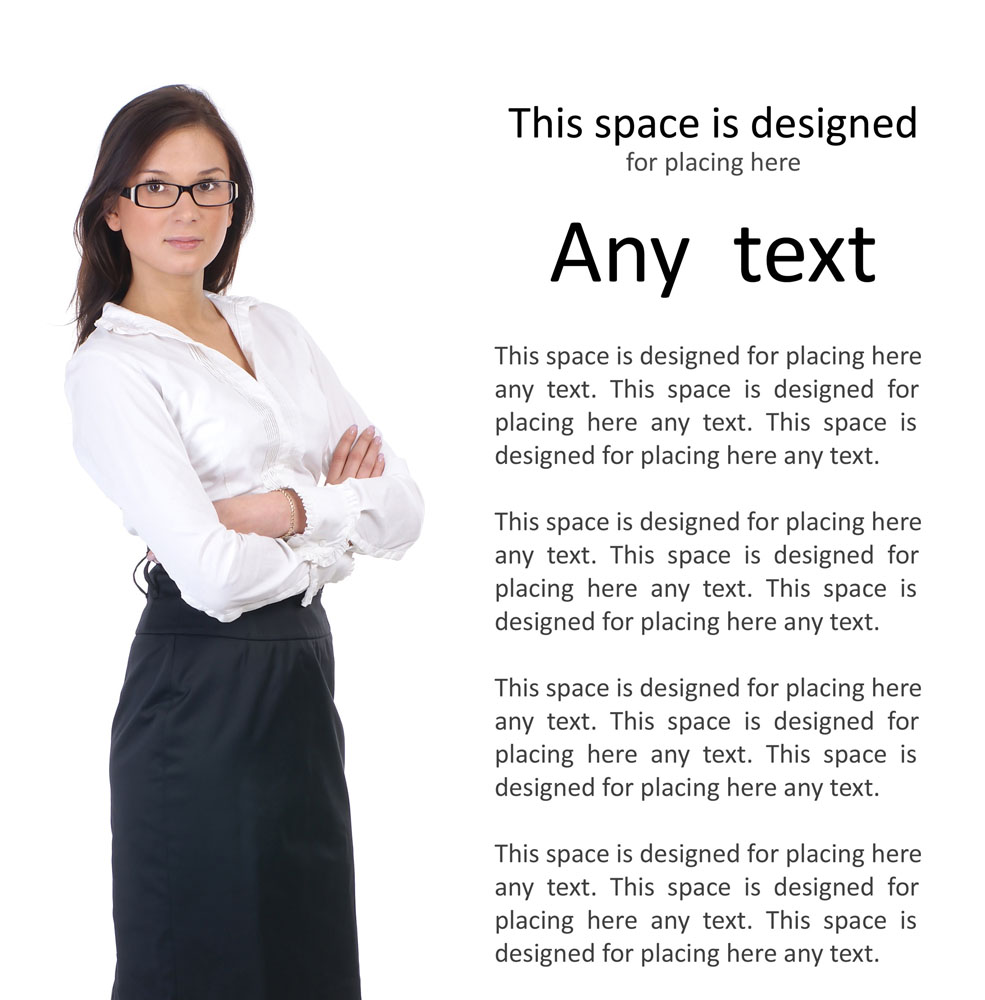 This space is designed
for placing here
Any text
This space is designed for placing here
any text. This space is designed for
placing here any text. This space is
designed for placing here any text.
This space is designed for placing here
any text. This space is designed for
placing here any text. This space is
designed for placing here any text.
This space is designed for placing here
any text. This space is designed for
placing here any text. This space is
designed for placing here any text.
This space is designed for placing here
any text. This space is designed for
placing here any text. This space is
designed for placing here any text.